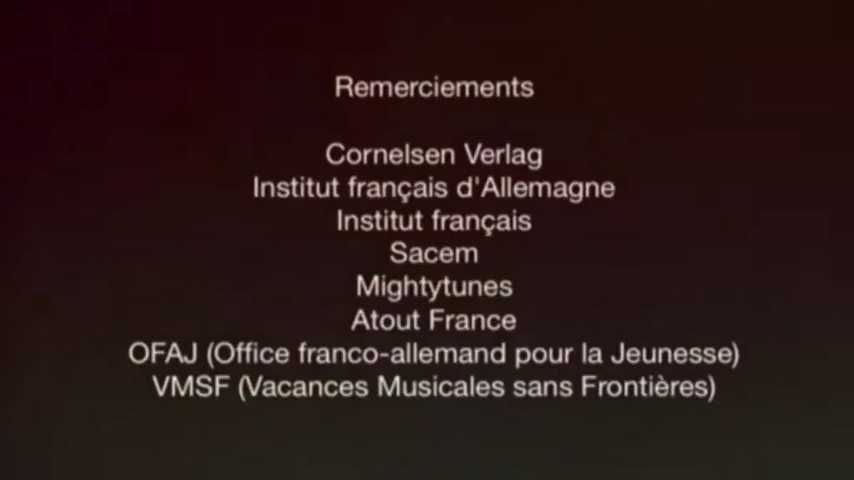 Remerciements
Cornelsen Verlag
Institut français d'Allemagne
Institut français
Sacem
Mightytunes
Atout France
OFAJ (Office franco-allemand pour la Jeunesse)
VMSF (Vacances Musicales sans Frontières)